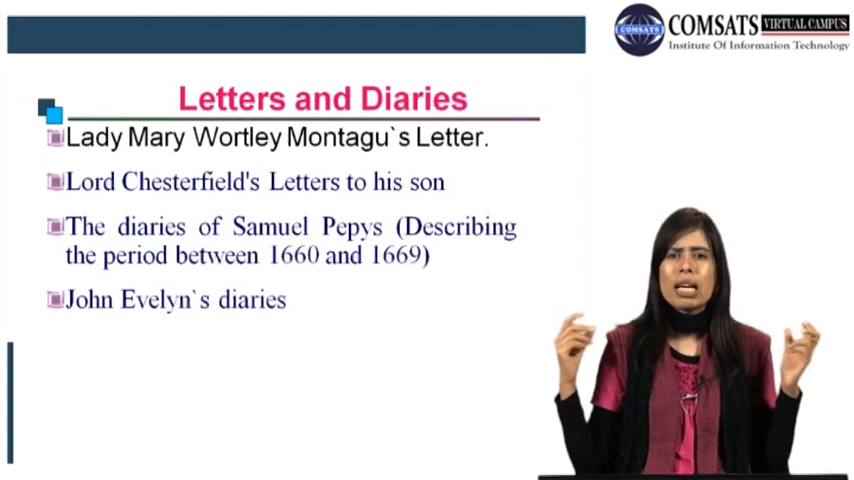 COMSATS VIRTUAL CAMPUS
COMSATS
Institute Of Information Technology
Letters and Diaries
Lady Mary Wortley Montagu`s Letter.
Lord Chesterfield's Letters to his son
The diaries of Samuel Pepys (Describing
the period between 1660 and 1669)
John Evelyn`s diaries